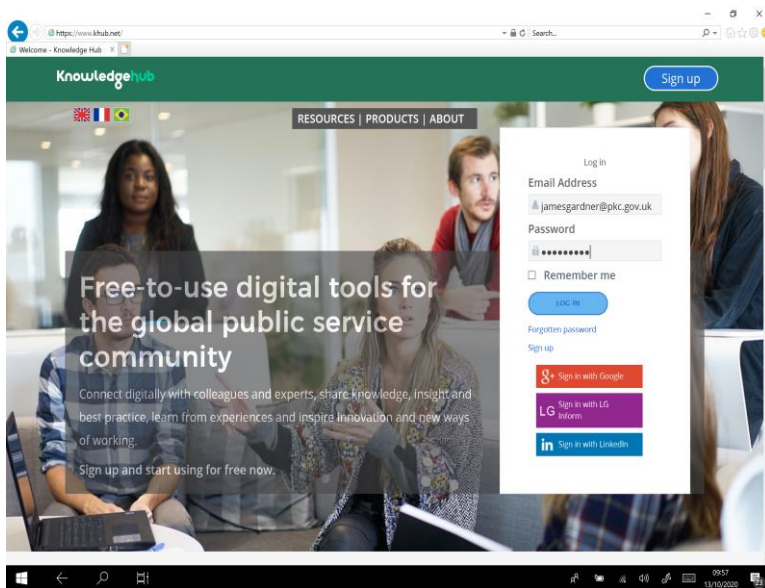 https://www.khub.net/
Search...
Welcome - Knowledge Hub
Knowledgehub
Sign up
RESOURCES | PRODUCTS | ABOUT
Log in
Email Address
jamesgardner@pkc.gov.uk
Password
Remember me
LOG IN
Forgotten password
Sign up
Free-to-use digital tools for
the global public service
community
Connect digitally with colleagues and experts, share knowledge, insight and
best practice, learn from experiences and inspire innovation and new ways
of working.
Sign up and start using for free now.
g+ Sign in with Google
LG Sign in with LG
Inform
in Sign in with LinkedIn
09:57
13/10/2020
23